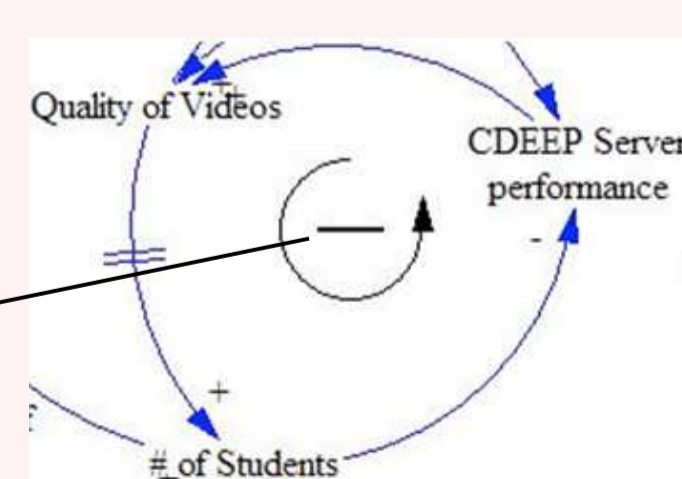 Quality of Videos
CDEEP Server
performance
-
+
# of Students